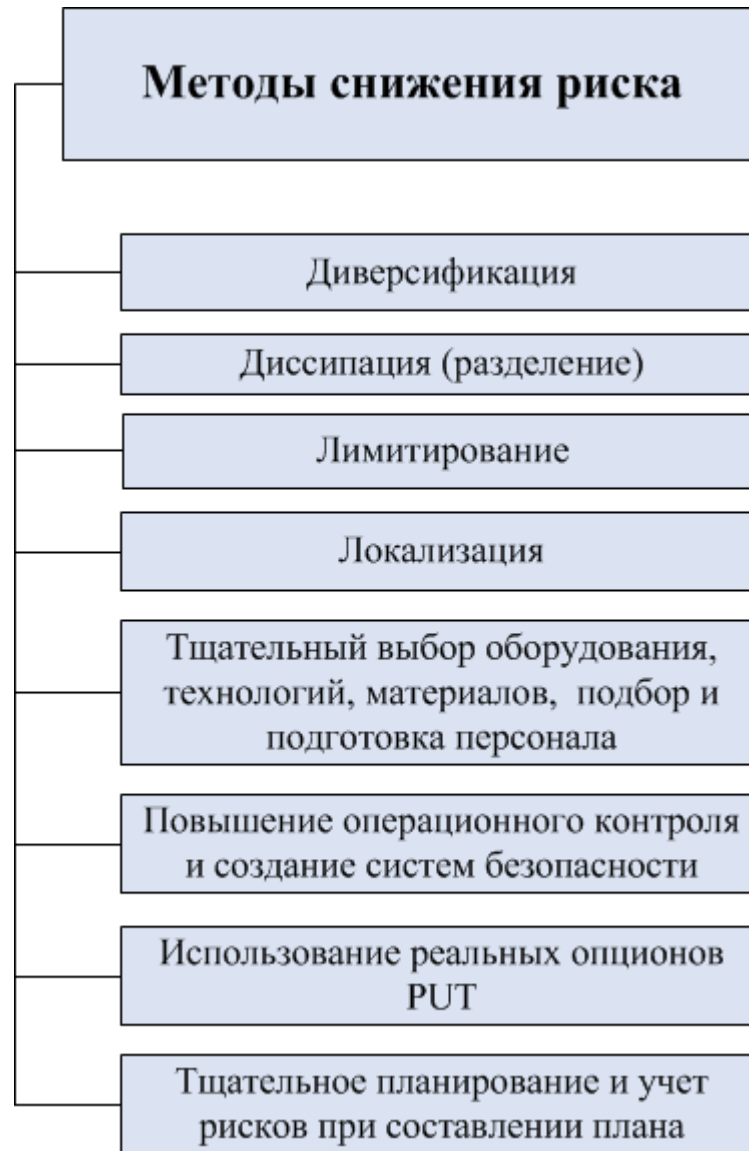 Методы снижения риска
Диверсификация
Диссипация (разделение)
Лимитирование
Локализация
Тщательный выбор оборудования,
технологий, материалов, подбор и
подготовка персонала
Повышение операционного контроля
и создание систем безопасности
Использование реальных опционов
PUT
Тщательное планирование и учет
рисков при составлении плана